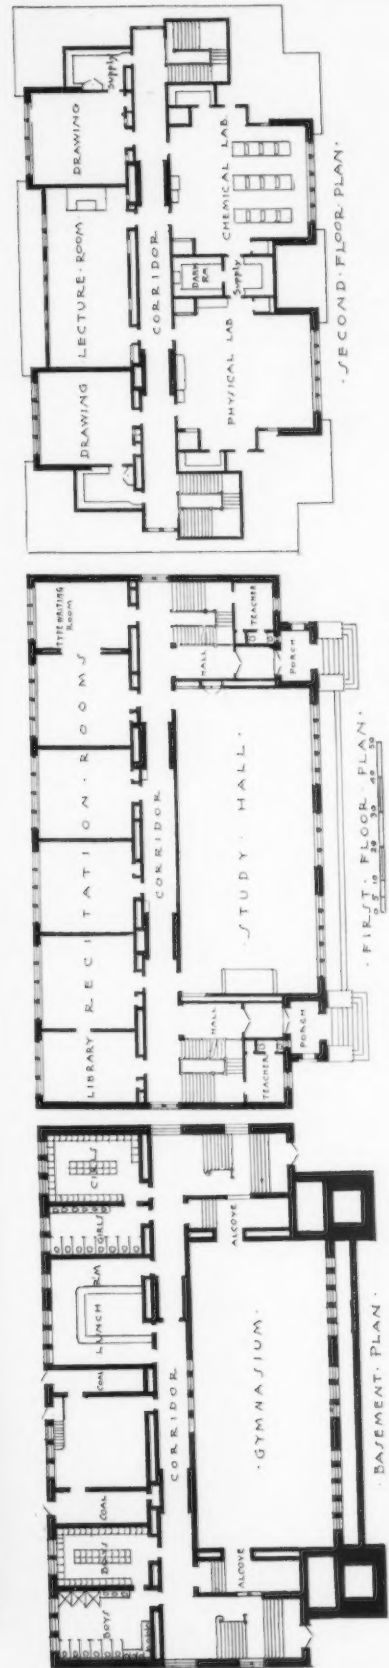 DRAWING
LECTURE · ROOM
DRAWING
Supply
CORRIDOR
PHYSICAL LAB
DARK
RM
Supply
CHEMICAL LAB.
· SECOND · FLOOR · PLAN ·
LIBRARY
RECITATION · ROOMS
TYPEWRITING
ROOM
CORRIDOR
HALL
HALL
TEACHER
TEACHER
· STUDY · HALL ·
PORCH
PORCH
· FIRST · FLOOR · PLAN ·
0 5 10 20 30 40 50
BOYS
BOYS
COAL
COAL
LUNCH RM
GIRLS
GIRLS
CORRIDOR
ALCOVE
ALCOVE
· GYMNASIUM ·
· BASEMENT · PLAN ·